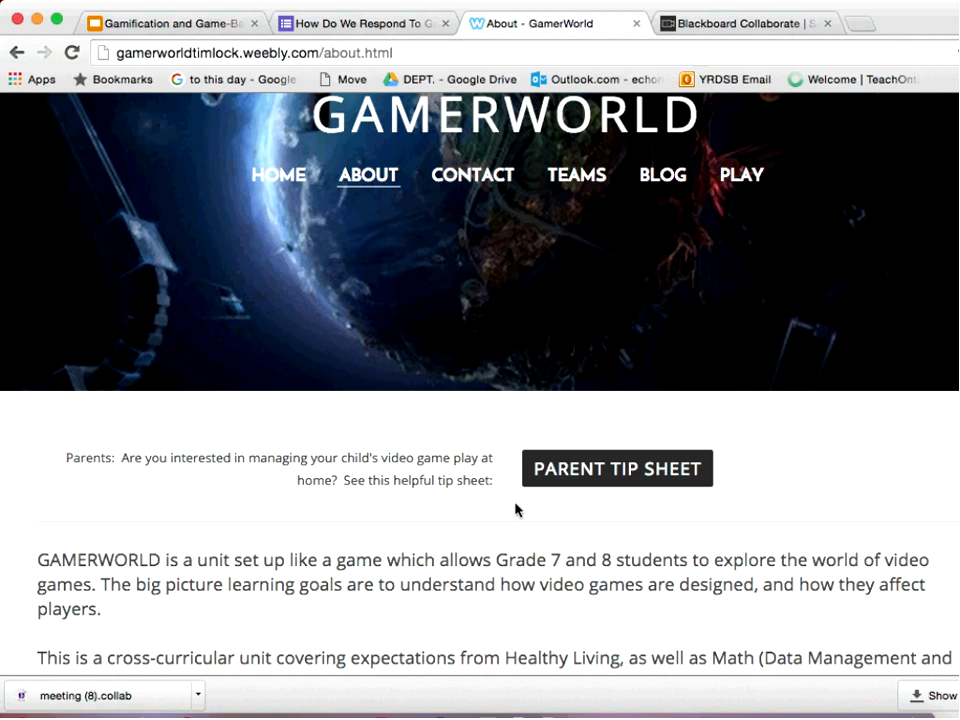 Gamification and Game-Ba
How Do We Respond To G
About - GamerWorld
Blackboard Collaborate | S
gamerworldtimlock.weebly.com/about.html
Apps
Bookmarks
to this day - Google
Move
DEPT. - Google Drive
Outlook.com - echo
YRDSB Email
Welcome | TeachOnt
GAMERWORLD
HOME
ABOUT
CONTACT
TEAMS
BLOG
PLAY
Parents: Are you interested in managing your child's video game play at
home? See this helpful tip sheet:
PARENT TIP SHEET
GAMERWORLD is a unit set up like a game which allows Grade 7 and 8 students to explore the world of video
games. The big picture learning goals are to understand how video games are designed, and how they affect
players.
This is a cross-curricular unit covering expectations from Healthy Living, as well as Math (Data Management and
meeting (8).collab
Show